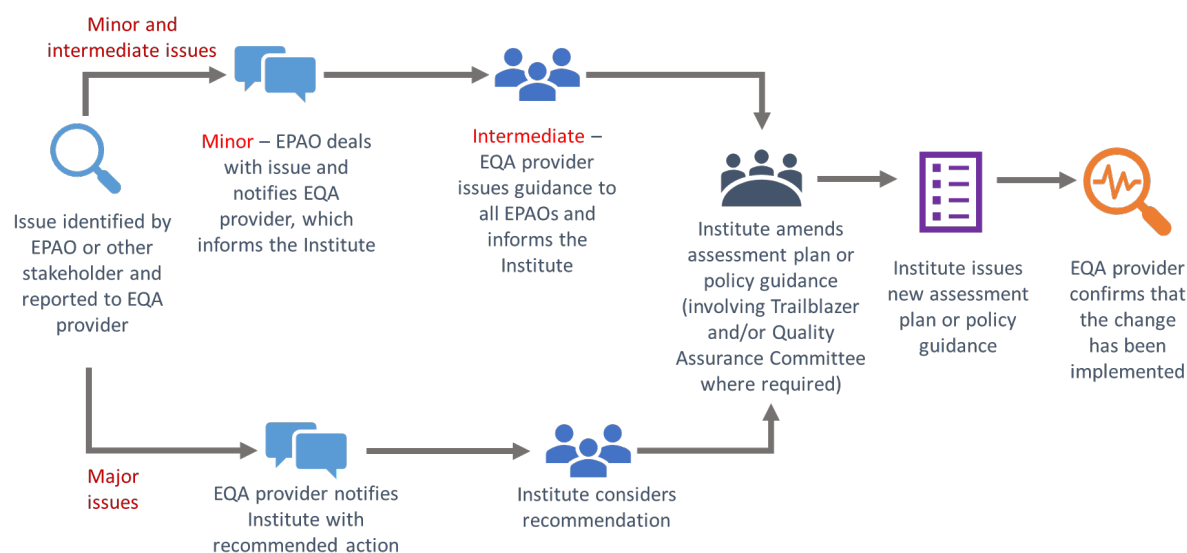 Minor and
intermediate issues
Issue identified by
EPAO or other
stakeholder and
reported to EQA
provider
Minor – EPAO deals
with issue and
notifies EQA
provider, which
informs the Institute
Intermediate –
EQA provider
issues guidance to
all EPAOs and
informs the
Institute
Institute amends
assessment plan or
policy guidance
(involving Trailblazer
and/or Quality
Assurance Committee
where required)
Institute issues
new assessment
plan or policy
guidance
EQA provider
confirms that
the change
has been
implemented
Major
issues
EQA provider notifies
Institute with
recommended action
Institute considers
recommendation